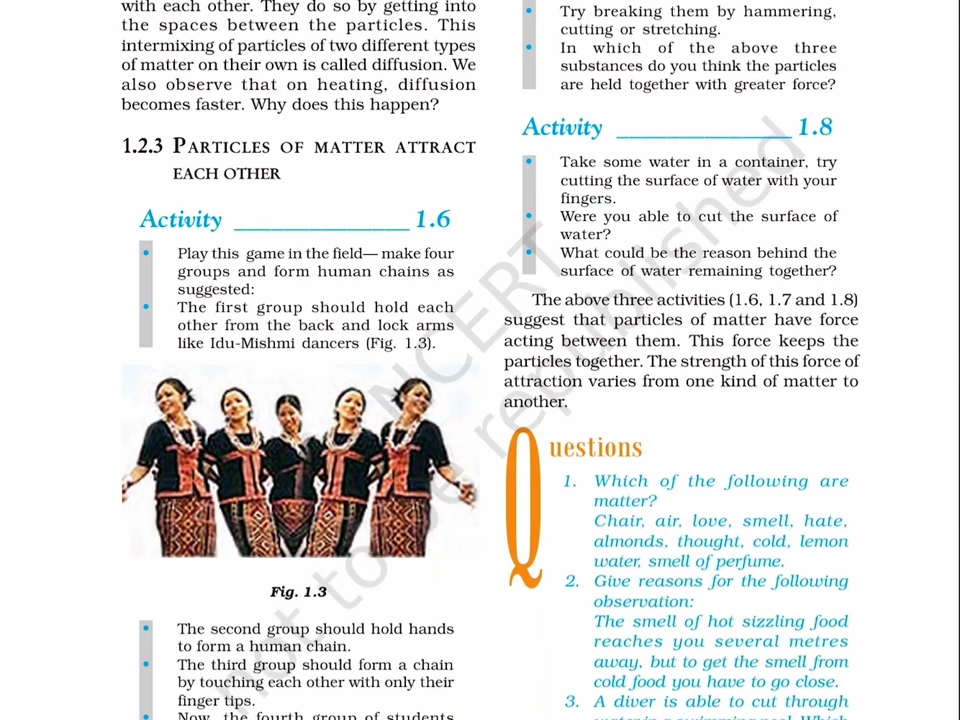 with each other. They do so by getting into
the spaces between the particles. This
intermixing of particles of two different types
of matter on their own is called diffusion. We
also observe that on heating, diffusion
becomes faster. Why does this happen?
1.2.3 PARTICLES OF MATTER ATTRACT
EACH OTHER
Activity ______________ 1.6
• Play this game in the field— make four
groups and form human chains as
suggested:
• The first group should hold each
other from the back and lock arms
like Idu-Mishmi dancers (Fig. 1.3).
Fig. 1.3
• The second group should hold hands
to form a human chain.
• The third group should form a chain
by touching each other with only their
finger tips.
• Now, the fourth group of students
• Try breaking them by hammering,
cutting or stretching.
• In which of the above three
substances do you think the particles
are held together with greater force?
Activity ______________ 1.8
• Take some water in a container, try
cutting the surface of water with your
fingers.
• Were you able to cut the surface of
water?
• What could be the reason behind the
surface of water remaining together?
The above three activities (1.6, 1.7 and 1.8)
suggest that particles of matter have force
acting between them. This force keeps the
particles together. The strength of this force of
attraction varies from one kind of matter to
another.
Questions
1. Which of the following are
matter?
Chair, air, love, smell, hate,
almonds, thought, cold, lemon
water, smell of perfume.
2. Give reasons for the following
observation:
The smell of hot sizzling food
reaches you several metres
away, but to get the smell from
cold food you have to go close.
3. A diver is able to cut through
water in a swimming pool. Which
NCERT
not to be republished